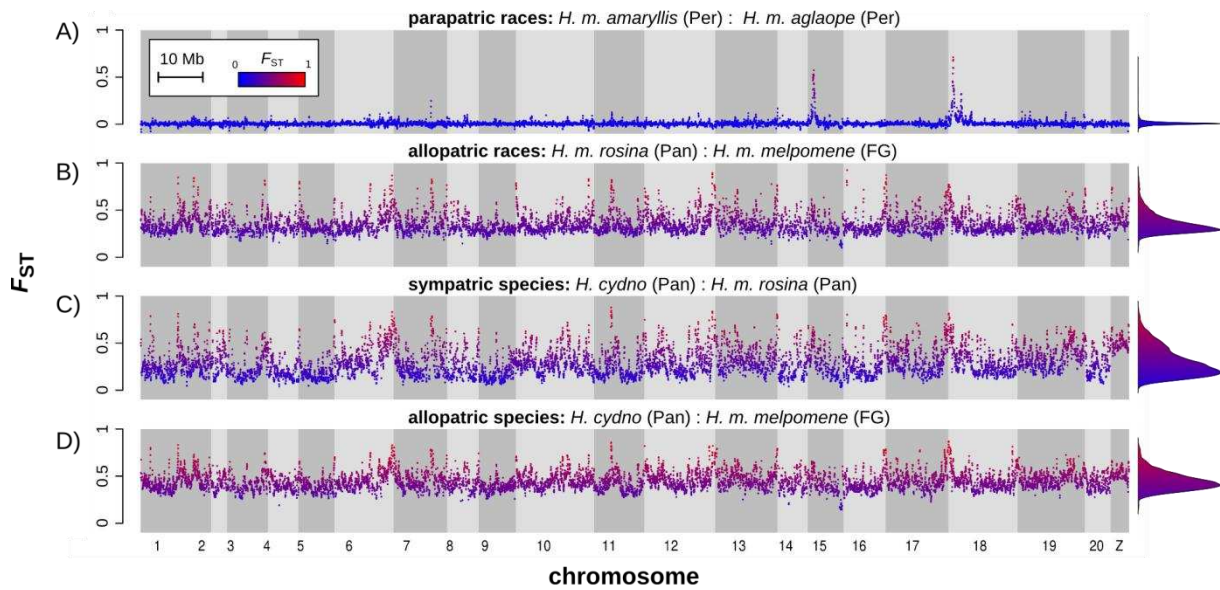 parapatric races: H. m. amaryllis (Per) : H. m. aglaope (Per)
A)
10 Mb
FST
0 1
0 0.5 1
allopatric races: H. m. rosina (Pan) : H. m. melpomene (FG)
B)
0 0.5 1
sympatric species: H. cydno (Pan) : H. m. rosina (Pan)
C)
0 0.5 1
allopatric species: H. cydno (Pan) : H. m. melpomene (FG)
D)
0 0.5 1
FST
1 2 3 4 5 6 7 8 9 10 11 12 13 14 15 16 17 18 19 20 Z
chromosome